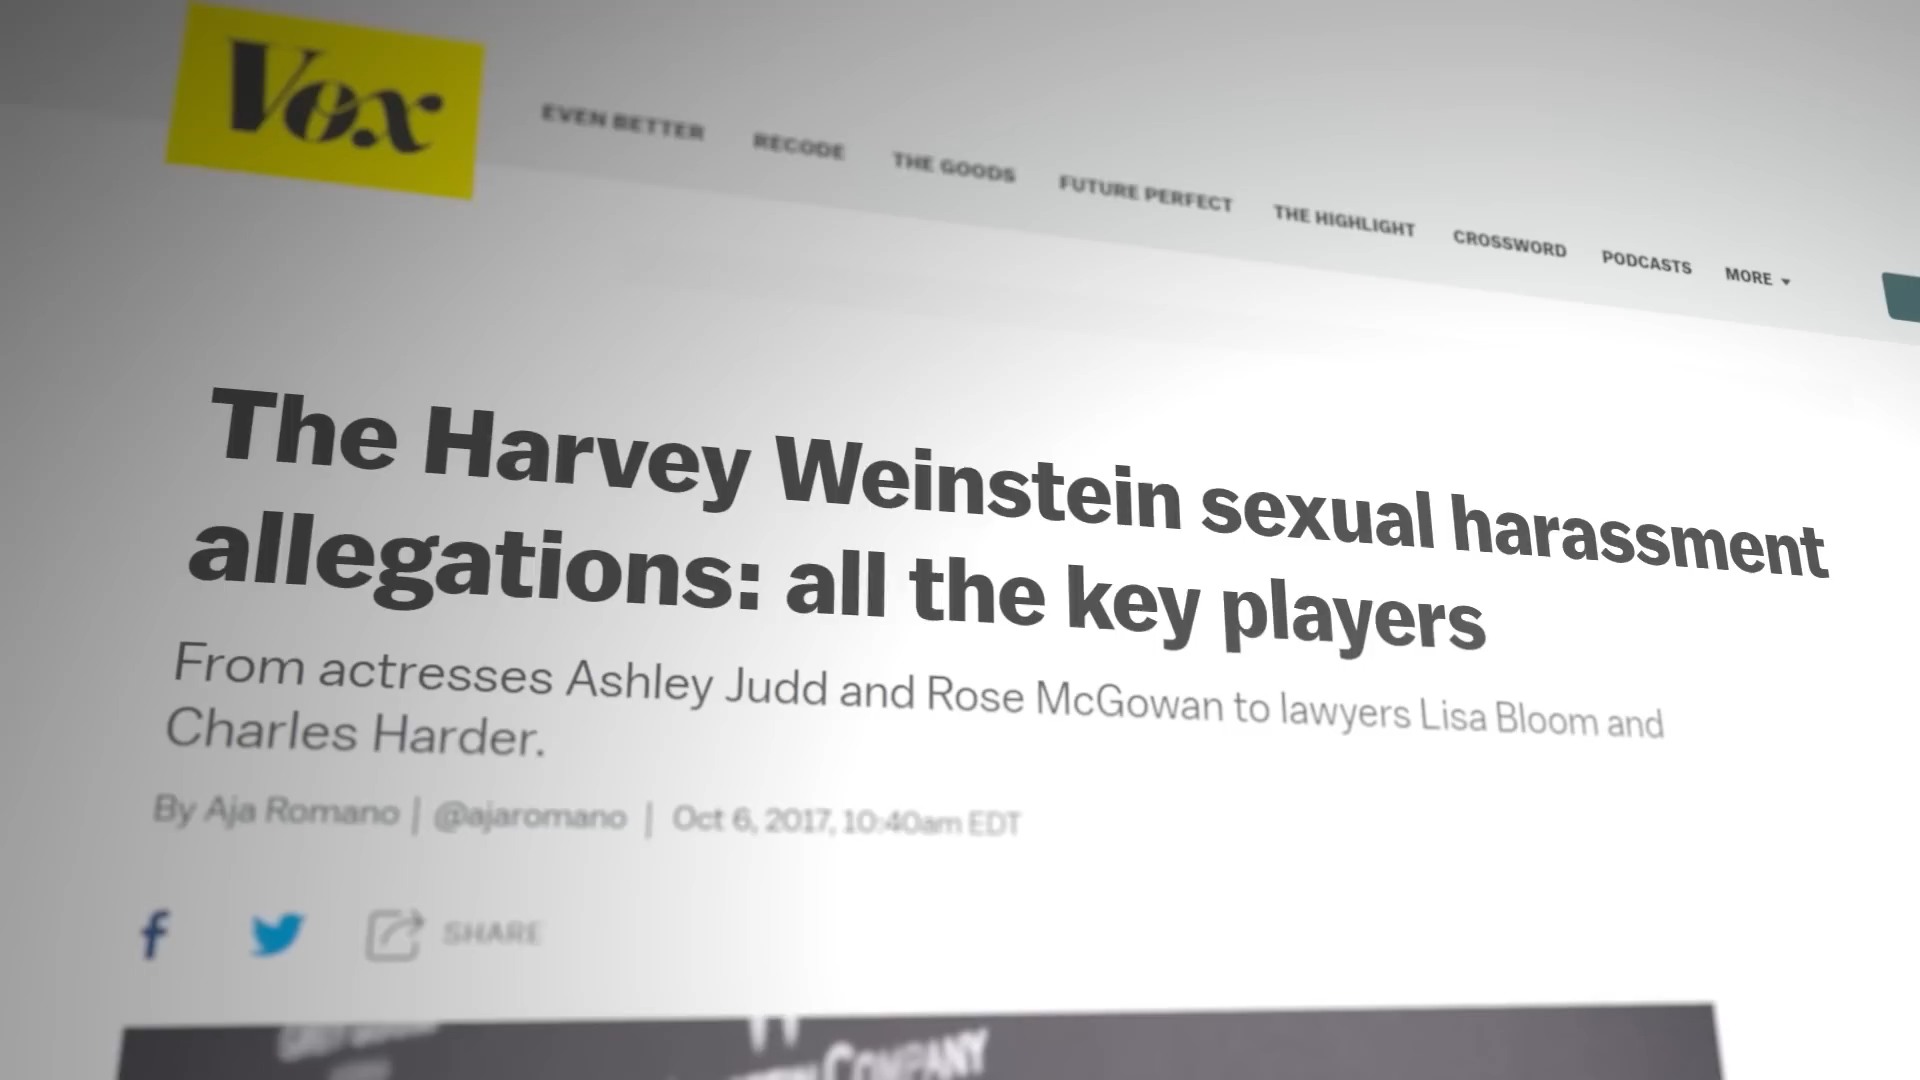 Vox
EVEN BETTER RECODE THE GOODS FUTURE PERFECT THE HIGHLIGHT CROSSWORD PODCASTS MORE
The Harvey Weinstein sexual harassment
allegations: all the key players
From actresses Ashley Judd and Rose McGowan to lawyers Lisa Bloom and
Charles Harder.
By Aja Romano | @ajaromano | Oct 6, 2017, 10:40am EDT
SHARE
COMPANY